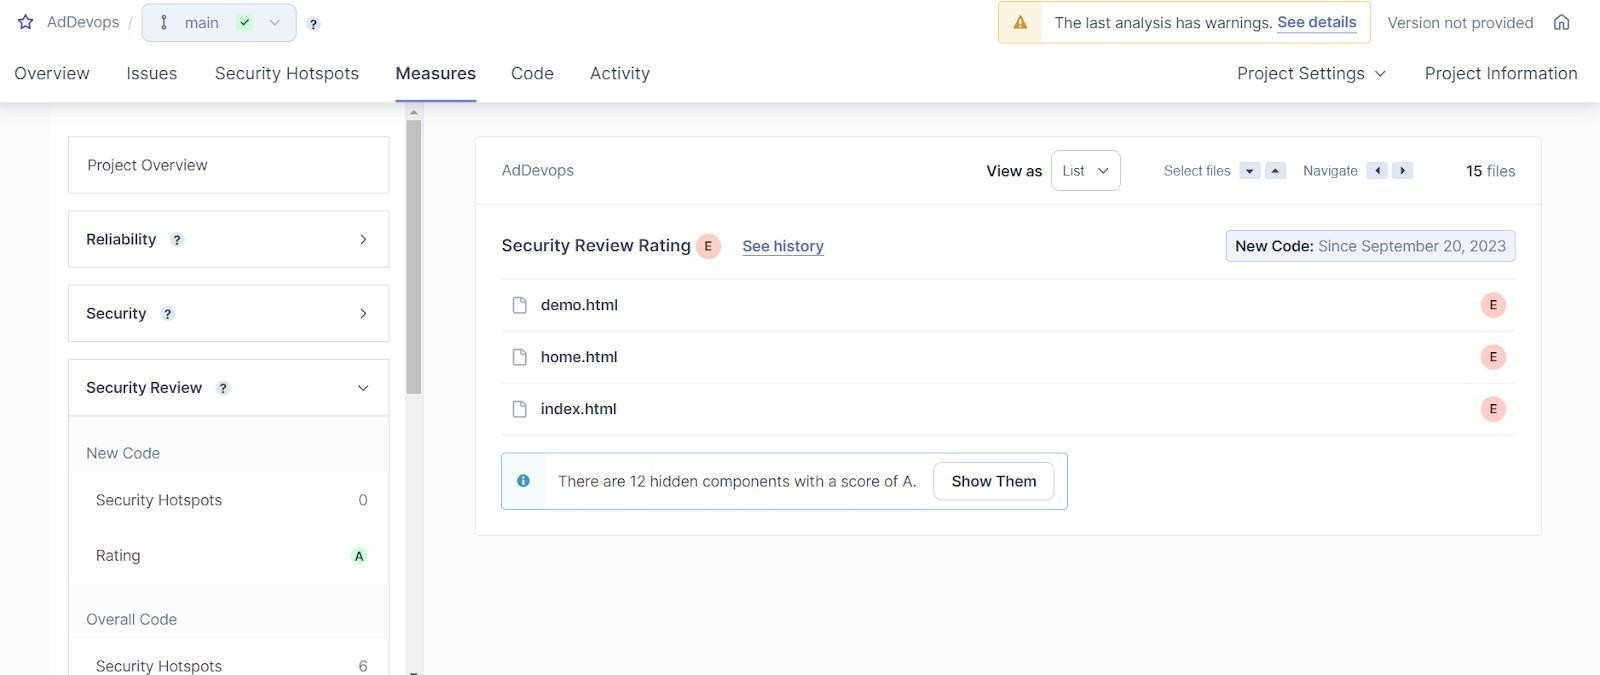 AdDevops / main ?
The last analysis has warnings. See details
Version not provided
Overview Issues Security Hotspots Measures Code Activity
Project Settings Project Information
Project Overview
Reliability ?
Security ?
Security Review ?
New Code
Security Hotspots 0
Rating A
Overall Code
Security Hotspots 6
AdDevops View as List Select files Navigate 15 files
Security Review Rating E See history New Code: Since September 20, 2023
demo.html E
home.html E
index.html E
There are 12 hidden components with a score of A. Show Them